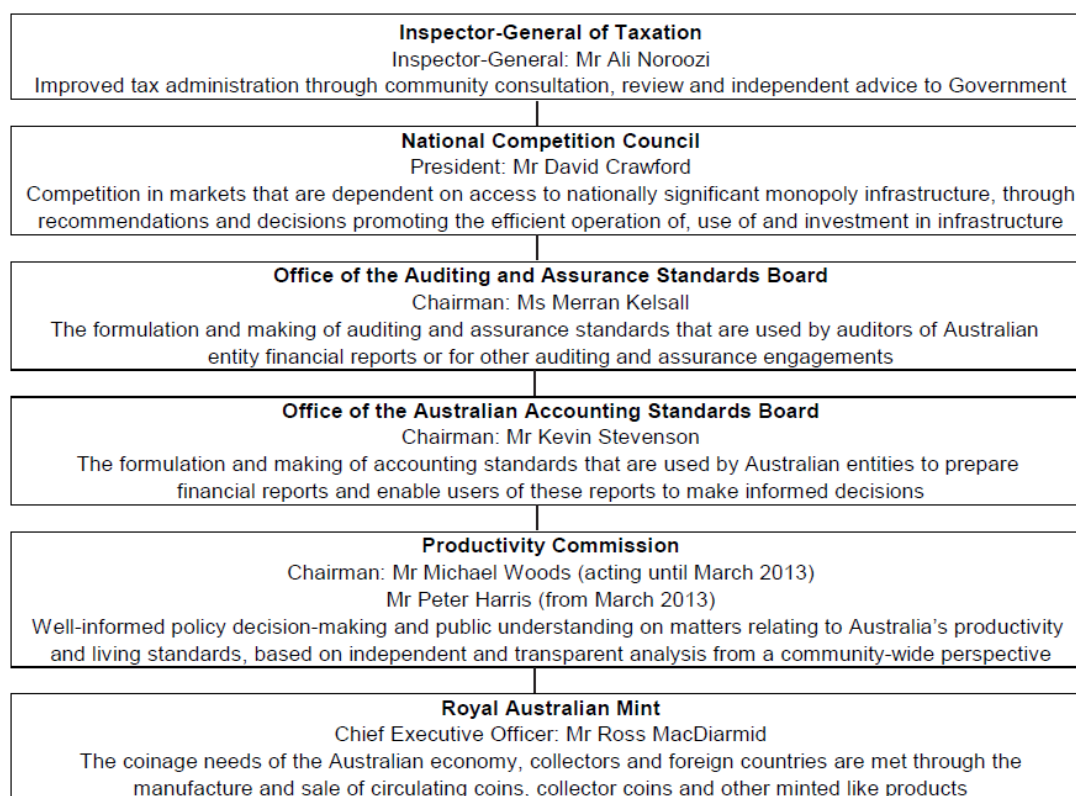 Inspector-General of Taxation
Inspector-General: Mr Ali Noroozi
Improved tax administration through community consultation, review and independent advice to Government
National Competition Council
President: Mr David Crawford
Competition in markets that are dependent on access to nationally significant monopoly infrastructure, through
recommendations and decisions promoting the efficient operation of, use of and investment in infrastructure
Office of the Auditing and Assurance Standards Board
Chairman: Ms Merran Kelsall
The formulation and making of auditing and assurance standards that are used by auditors of Australian
entity financial reports or for other auditing and assurance engagements
Office of the Australian Accounting Standards Board
Chairman: Mr Kevin Stevenson
The formulation and making of accounting standards that are used by Australian entities to prepare
financial reports and enable users of these reports to make informed decisions
Productivity Commission
Chairman: Mr Michael Woods (acting until March 2013)
Mr Peter Harris (from March 2013)
Well-informed policy decision-making and public understanding on matters relating to Australia's productivity
and living standards, based on independent and transparent analysis from a community-wide perspective
Royal Australian Mint
Chief Executive Officer: Mr Ross MacDiarmid
The coinage needs of the Australian economy, collectors and foreign countries are met through the
manufacture and sale of circulating coins, collector coins and other minted like products